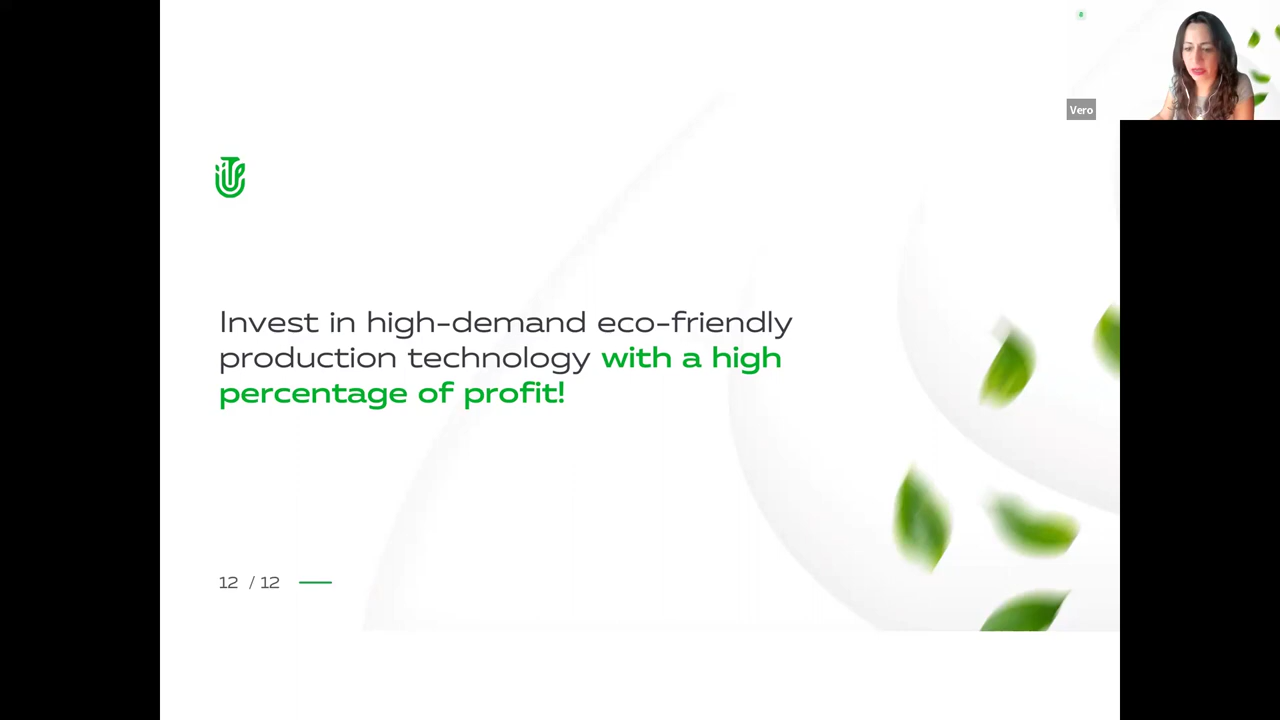 Vero
Invest in high-demand eco-friendly
production technology with a high
percentage of profit!
12 / 12